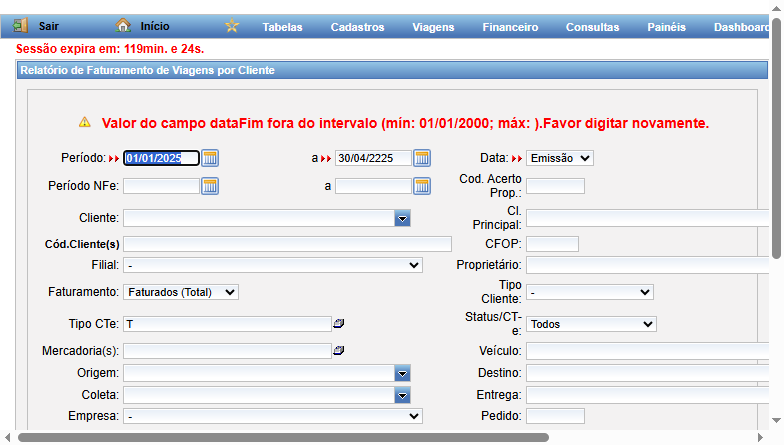 Sair Início Tabelas Cadastros Viagens Financeiro Consultas Painéis Dashboard
Sessão expira em: 119min. e 24s.
Relatório de Faturamento de Viagens por Cliente
Valor do campo dataFim fora do intervalo (mín: 01/01/2000; máx: ).Favor digitar novamente.
Período: 01/01/2025 a 30/04/2225 Data: Emissão
Período NFe: a Cod. Acerto
Prop.:
Cliente: Cl.
Principal:
Cód.Cliente(s) CFOP:
Filial: - Proprietário:
Faturamento: Faturados (Total) Tipo
Cliente: -
Tipo CTe: T Status/CT-
e: Todos
Mercadoria(s): Veículo:
Origem: Destino:
Coleta: Entrega:
Empresa: - Pedido: